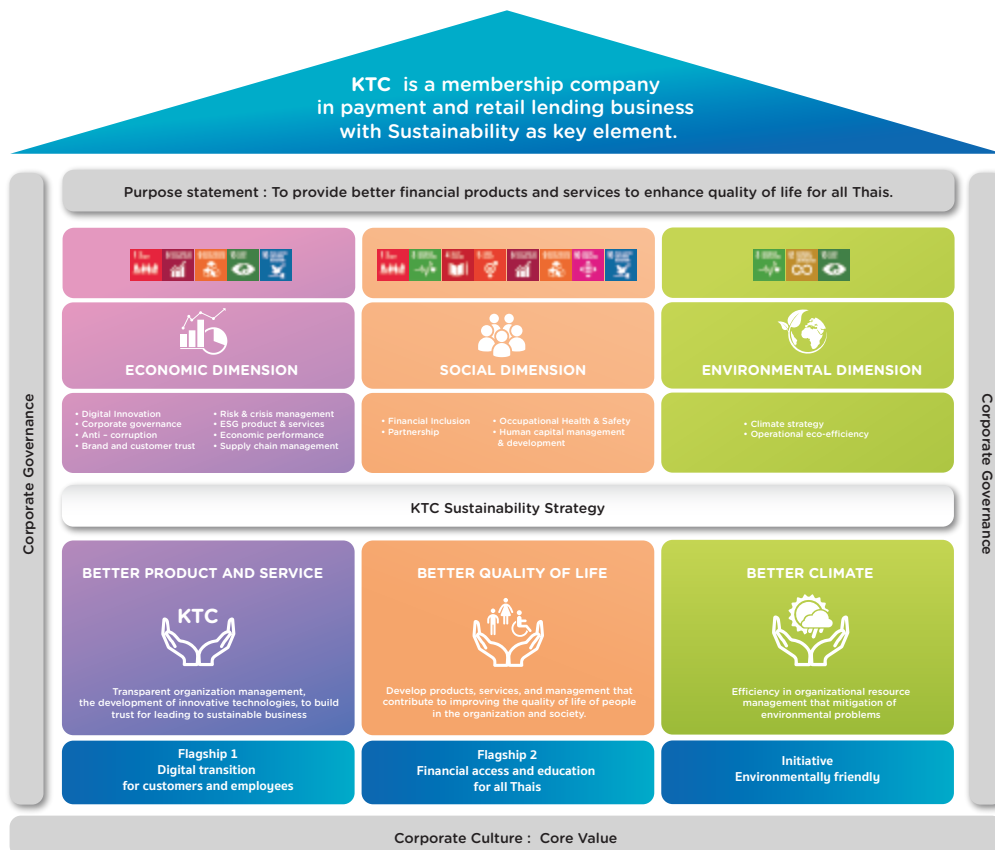 KTC is a membership company
in payment and retail lending business
with Sustainability as key element.
Purpose statement : To provide better financial products and services to enhance quality of life for all Thais.
Corporate Governance
ECONOMIC DIMENSION
• Digital Innovation
• Corporate governance
• Anti – corruption
• Brand and customer trust
• Risk & crisis management
• ESG product & services
• Economic performance
• Supply chain management
SOCIAL DIMENSION
• Financial Inclusion
• Partnership
• Occupational Health & Safety
• Human capital management
& development
ENVIRONMENTAL DIMENSION
• Climate strategy
• Operational eco-efficiency
Corporate Governance
KTC Sustainability Strategy
BETTER PRODUCT AND SERVICE
KTC
Transparent organization management,
the development of innovative technologies, to build
trust for leading to sustainable business
Flagship 1
Digital transition
for customers and employees
BETTER QUALITY OF LIFE
Develop products, services, and management that
contribute to improving the quality of life of people
in the organization and society.
Flagship 2
Financial access and education
for all Thais
BETTER CLIMATE
Efficiency in organizational resource
management that mitigation of
environmental problems
Initiative
Environmentally friendly
Corporate Culture : Core Value